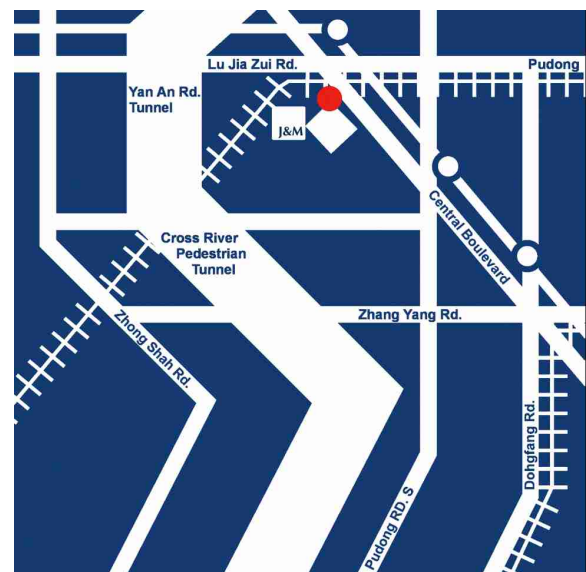 Lu Jia Zui Rd.
Pudong
Yan An Rd.
Tunnel
J&M
Central Boulevard
Cross River
Pedestrian
Tunnel
Zhang Yang Rd.
Zhong Shah Rd.
Dohgfang Rd.
Pudong RD. S